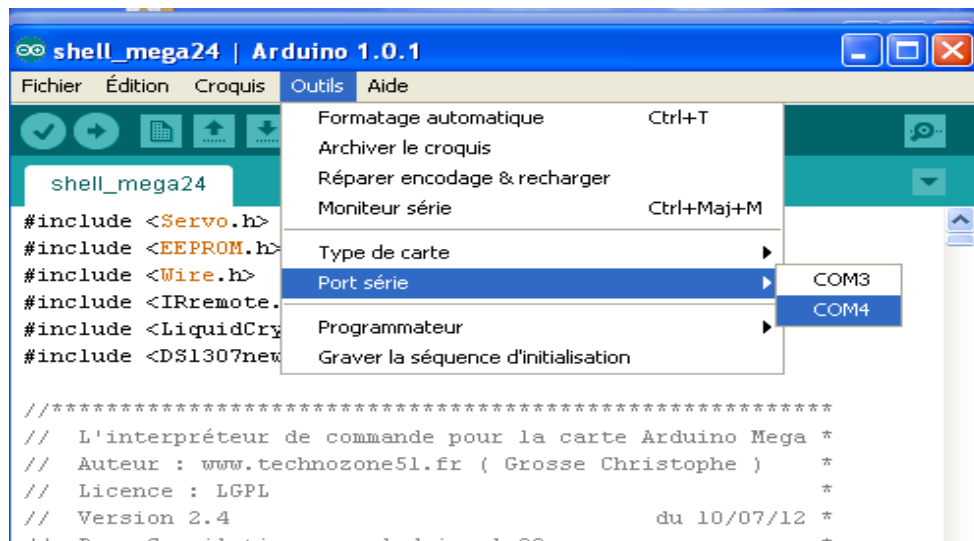 shell_mega24 | Arduino 1.0.1
Fichier Édition Croquis Outils Aide
Formatage automatique Ctrl+T
Archiver le croquis
Réparer encodage & recharger
Moniteur série Ctrl+Maj+M
Type de carte
Port série
COM3
COM4
Programmateur
Graver la séquence d'initialisation
shell_mega24
#include <Servo.h>
#include <EEPROM.h>
#include <Wire.h>
#include <IRremote.
#include <LiquidCry
#include <DS1307new
//*********************************************************
// L'interpréteur de commande pour la carte Arduino Mega *
// Auteur : www.technozone51.fr ( Grosse Christophe ) *
// Licence : LGPL *
// Version 2.4 du 10/07/12 *